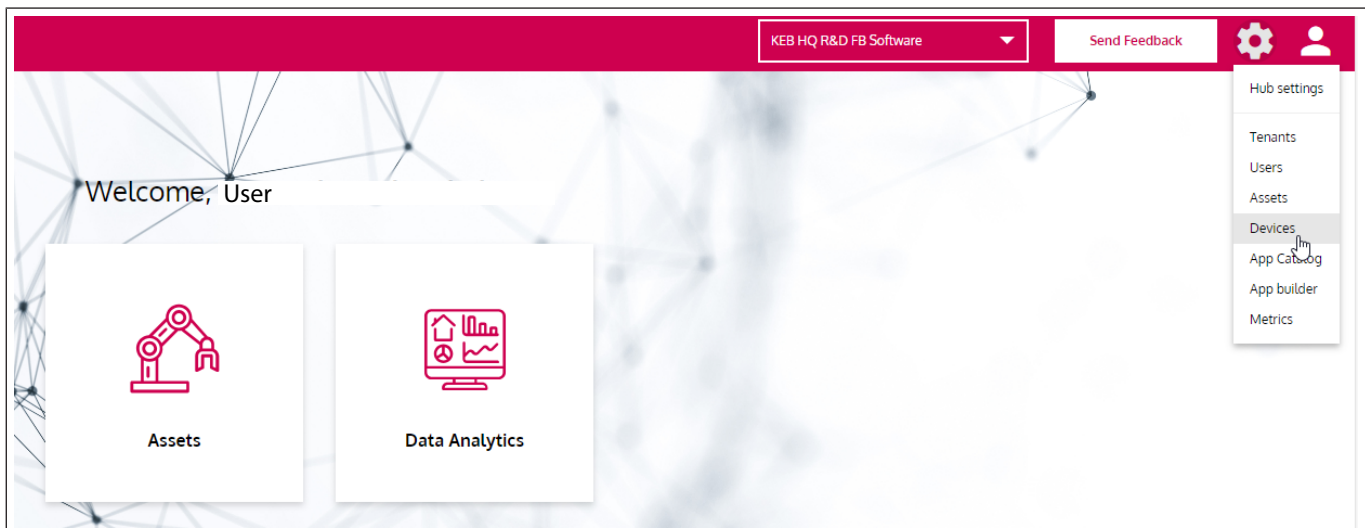 KEB HQ R&D FB Software
Send Feedback
Hub settings
Tenants
Users
Assets
Devices
App Catalog
App builder
Metrics
Welcome, User
Assets
Data Analytics